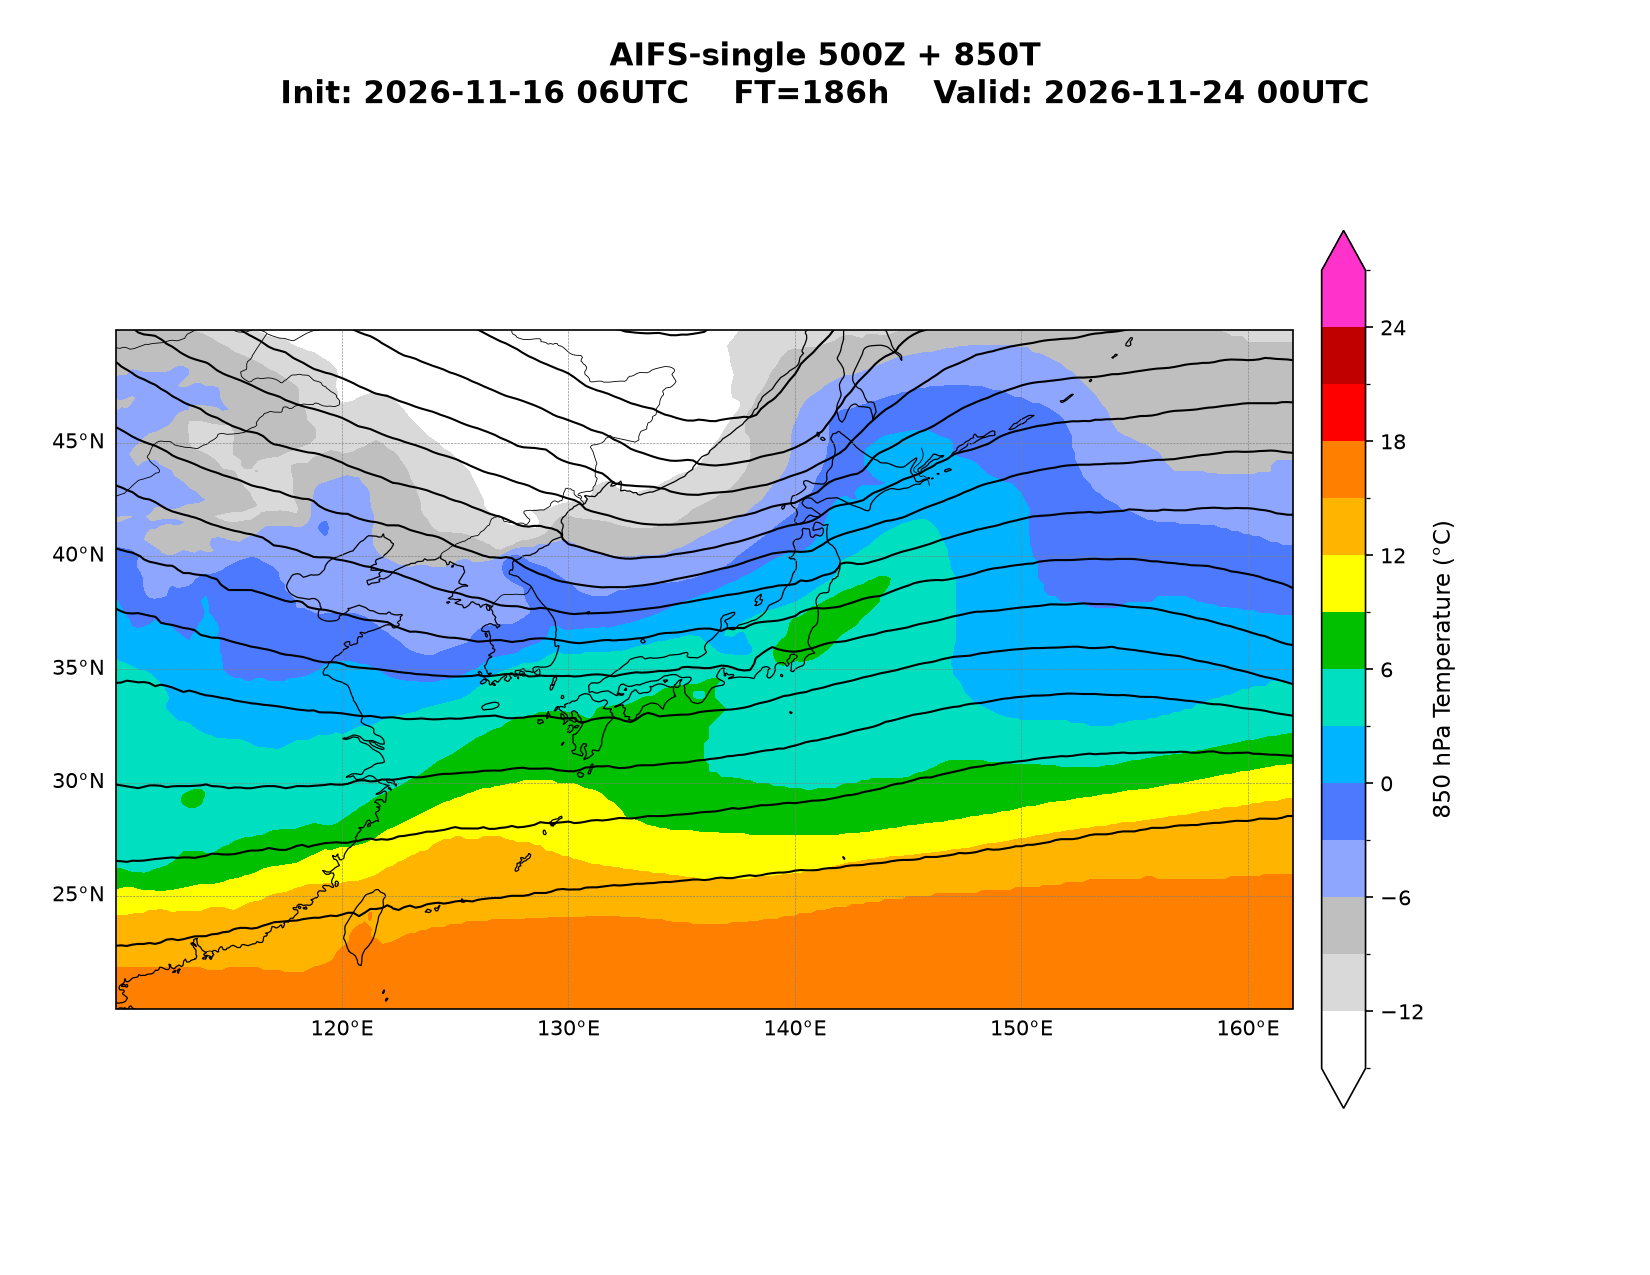 AIFS-single 500Z + 850T
Init: 2026-11-16 06UTC    FT=186h    Valid: 2026-11-24 00UTC
45°N
40°N
35°N
30°N
25°N
120°E
130°E
140°E
150°E
160°E
24
18
12
6
0
−6
−12
850 hPa Temperature (°C)